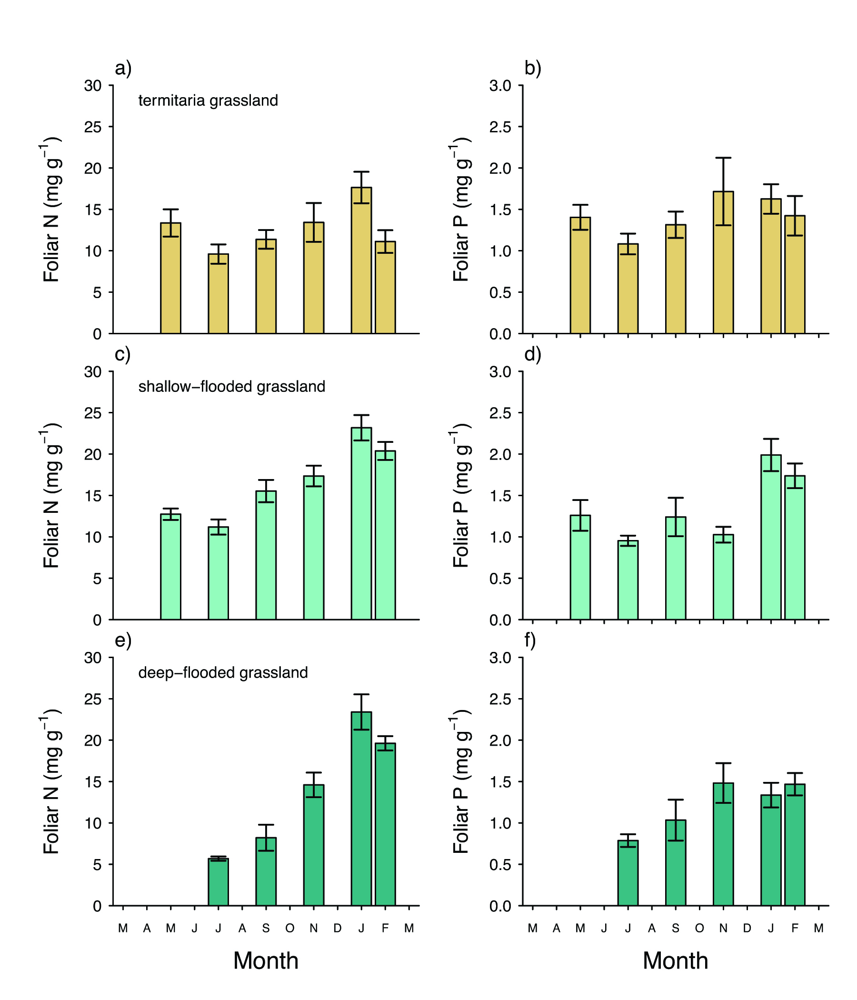 a)
30
25
20
15
10
5
0
Foliar N (mg g⁻¹)
termitaria grassland
b)
3.0
2.5
2.0
1.5
1.0
0.5
0.0
Foliar P (mg g⁻¹)
c)
30
25
20
15
10
5
0
Foliar N (mg g⁻¹)
shallow−flooded grassland
d)
3.0
2.5
2.0
1.5
1.0
0.5
0.0
Foliar P (mg g⁻¹)
e)
30
25
20
15
10
5
0
Foliar N (mg g⁻¹)
deep−flooded grassland
M A M J J A S O N D J F M
Month
f)
3.0
2.5
2.0
1.5
1.0
0.5
0.0
Foliar P (mg g⁻¹)
M A M J J A S O N D J F M
Month